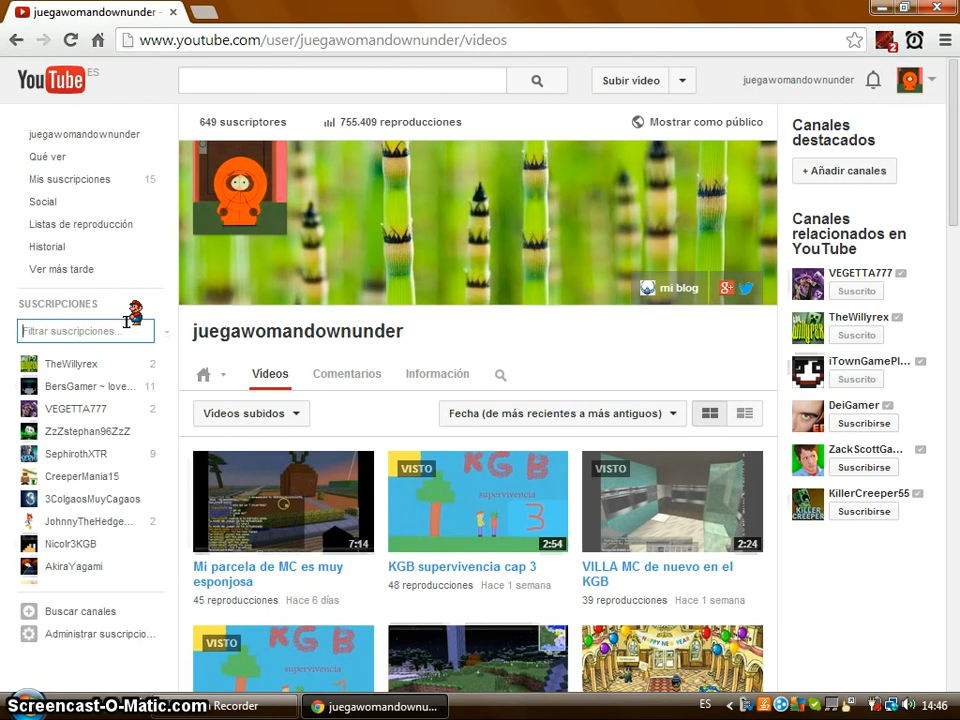 juegawomandownunder -
www.youtube.com/user/juegawomandownunder/videos
2
YouTube ES
Subir vídeo
juegawomandownunder
juegawomandownunder
Qué ver
Mis suscripciones 15
Social
Listas de reproducción
Historial
Ver más tarde
SUSCRIPCIONES
Filtrar suscripciones...
TheWillyrex 2
BersGamer ~ love... 11
VEGETTA777 2
ZzZstephan96ZzZ
SephirothXTR 9
CreeperMania15
3ColgaosMuyCagaos
JohnnyTheHedge... 2
Nicolr3KGB
AkiraYagami
Buscar canales
Administrar suscripcio...
649 suscriptores
755.409 reproducciones
Mostrar como público
mi blog
juegawomandownunder
Vídeos
Comentarios
Información
Vídeos subidos
Fecha (de más recientes a más antiguos)
7:14
Mi parcela de MC es muy
esponjosa
45 reproducciones Hace 6 días
VISTO
KGB
supervivencia
3
2:54
KGB supervivencia cap 3
48 reproducciones Hace 1 semana
VISTO
2:24
VILLA MC de nuevo en el
KGB
39 reproducciones Hace 1 semana
VISTO
KGB
supervivencia
HAPPY NEW YEAR
Canales
destacados
+ Añadir canales
Canales
relacionados en
YouTube
VEGETTA777
Suscrito
TheWillyrex
Suscrito
iTownGamePl...
Suscrito
DeiGamer
Suscribirse
ZackScottGa...
Suscribirse
KillerCreeper55
Suscribirse
Screencast-O-Matic.com
Recorder
juegawomandownu...
ES
14:46